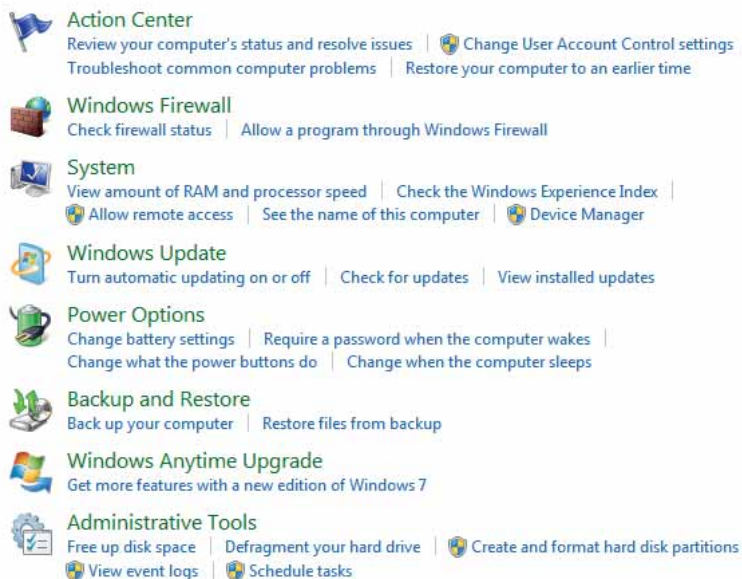 Action Center
Review your computer's status and resolve issues | Change User Account Control settings
Troubleshoot common computer problems | Restore your computer to an earlier time
Windows Firewall
Check firewall status | Allow a program through Windows Firewall
System
View amount of RAM and processor speed | Check the Windows Experience Index |
Allow remote access | See the name of this computer | Device Manager
Windows Update
Turn automatic updating on or off | Check for updates | View installed updates
Power Options
Change battery settings | Require a password when the computer wakes |
Change what the power buttons do | Change when the computer sleeps
Backup and Restore
Back up your computer | Restore files from backup
Windows Anytime Upgrade
Get more features with a new edition of Windows 7
Administrative Tools
Free up disk space | Defragment your hard drive | Create and format hard disk partitions
View event logs | Schedule tasks